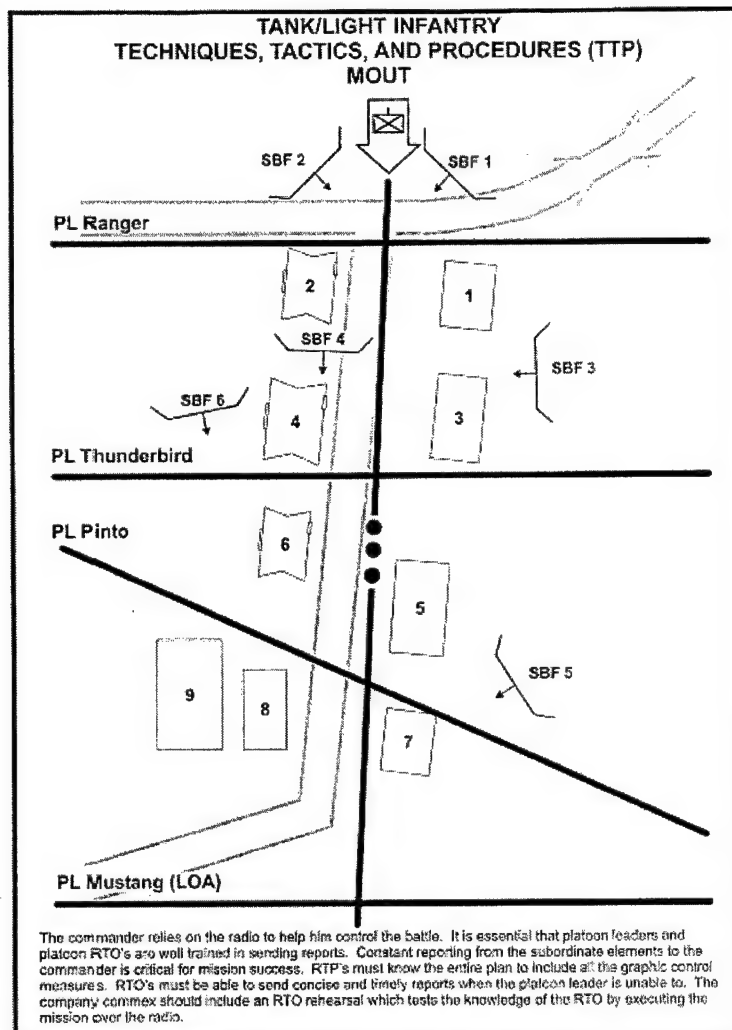 TANK/LIGHT INFANTRY
TECHNIQUES, TACTICS, AND PROCEDURES (TTP)
MOUT
SBF 2
SBF 1
PL Ranger
2
1
SBF 4
SBF 3
SBF 6
4
3
PL Thunderbird
PL Pinto
6
5
SBF 5
9
8
7
PL Mustang (LOA)
The commander relies on the radio to help him control the battle. It is essential that platoon leaders and
platoon RTO's are well trained in sending reports. Constant reporting from the subordinate elements to the
commander is critical for mission success. RTP's must know the entire plan to include all the graphic control
measures. RTO's must be able to send concise and timely reports when the platoon leader is unable to. The
company commex should include an RTO rehearsal which tests the knowledge of the RTO by executing the
mission over the radio.